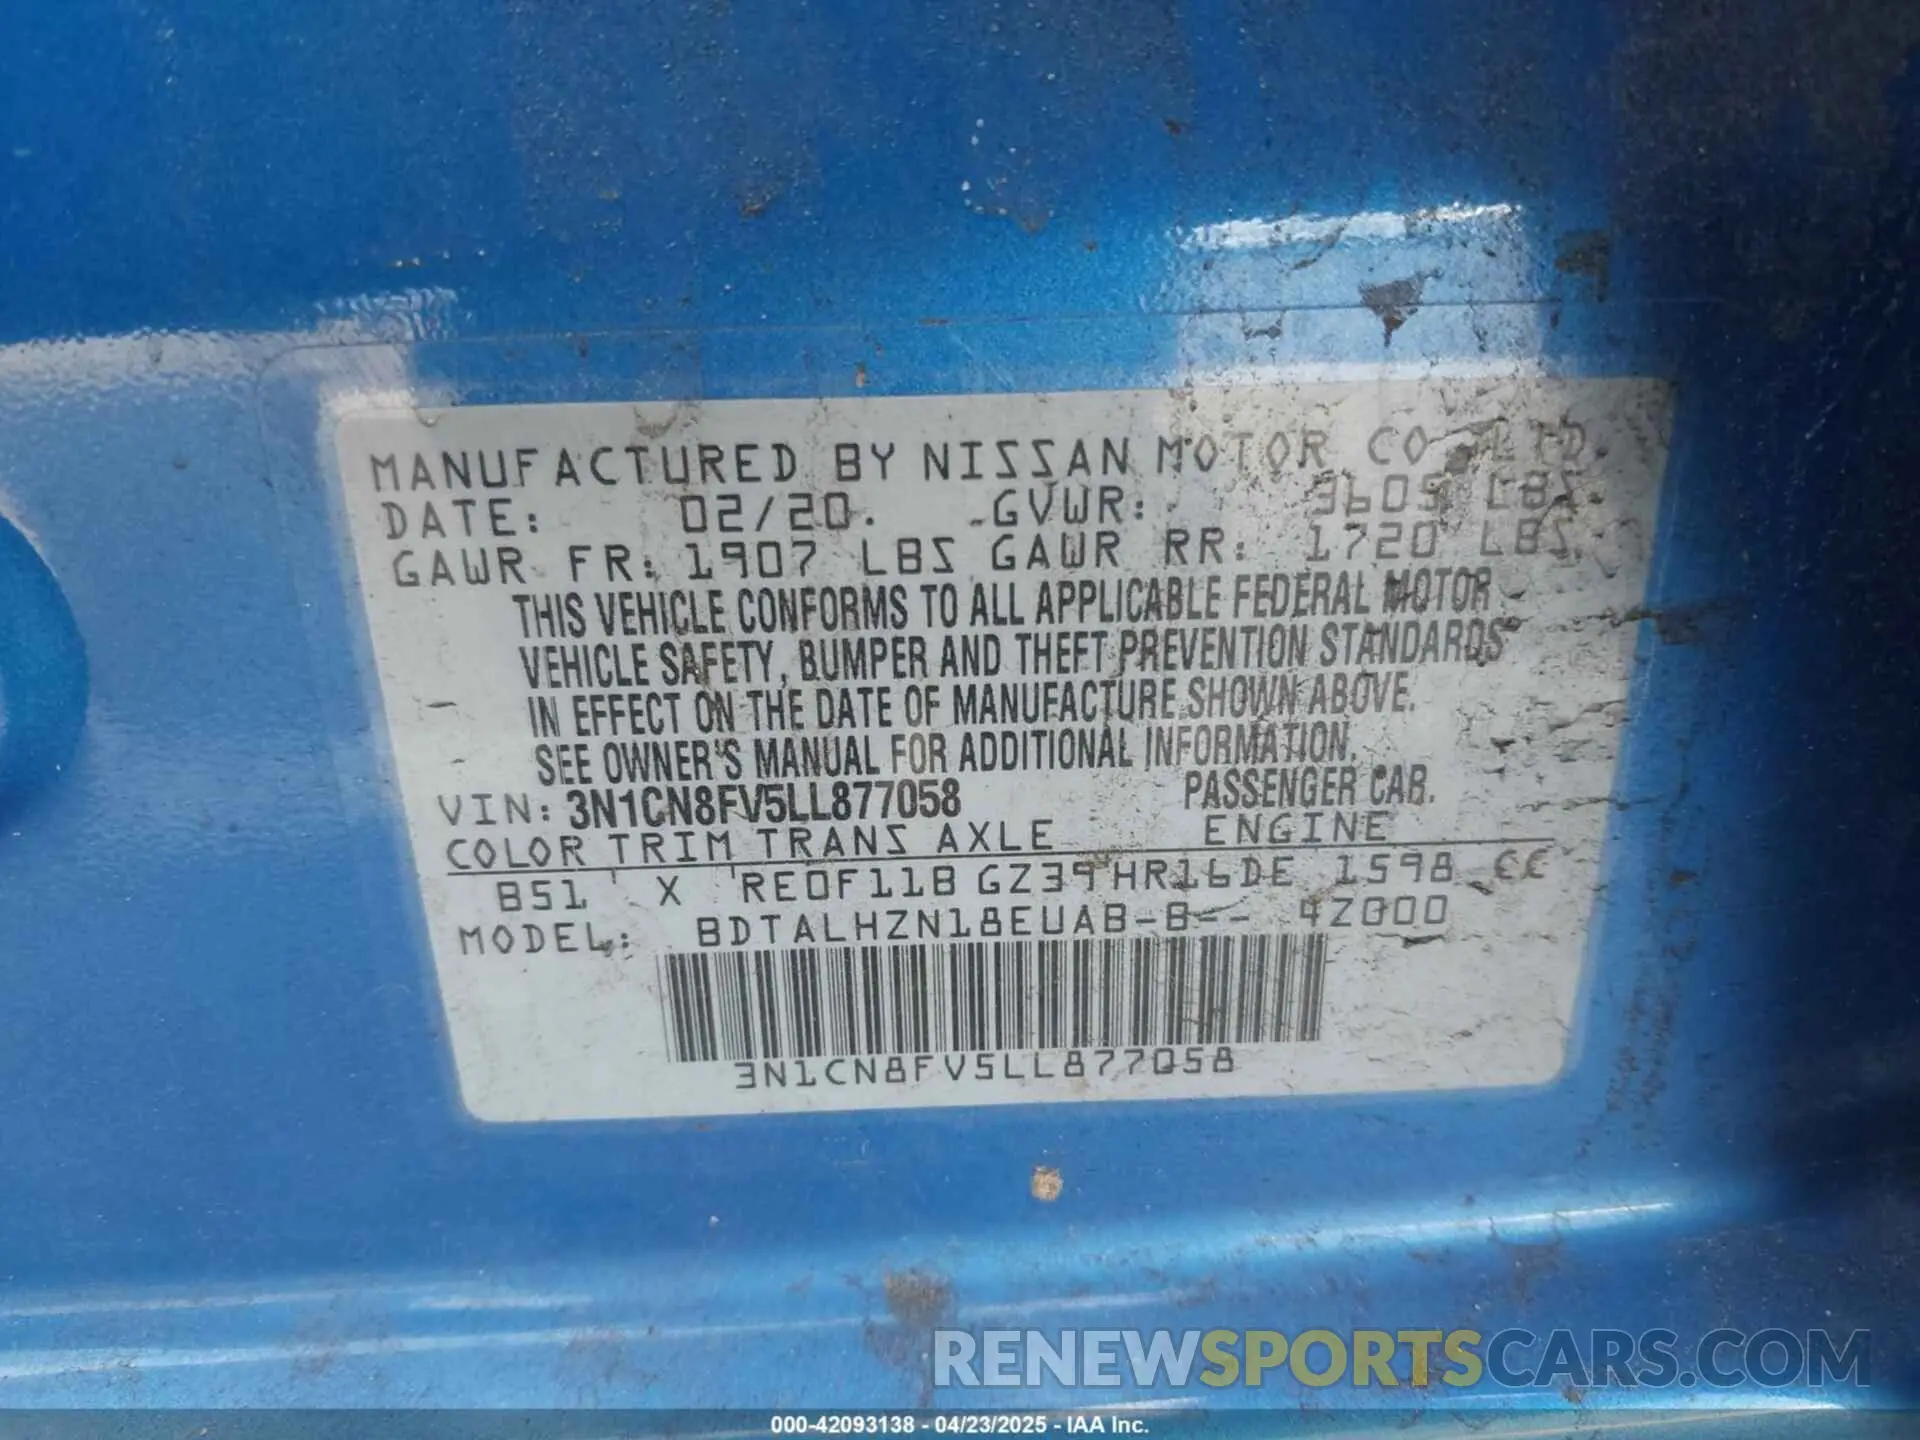 MANUFACTURED BY NISSAN MOTOR CO., LTD.
DATE: 02/20. GVWR: 3605 LBS.
GAWR FR: 1907 LBS GAWR RR: 1720 LBS.
THIS VEHICLE CONFORMS TO ALL APPLICABLE FEDERAL MOTOR
VEHICLE SAFETY, BUMPER AND THEFT PREVENTION STANDARDS
IN EFFECT ON THE DATE OF MANUFACTURE SHOWN ABOVE.
SEE OWNER'S MANUAL FOR ADDITIONAL INFORMATION.
VIN: 3N1CN8FV5LL877058 PASSENGER CAR.
COLOR TRIM TRANS AXLE ENGINE
B51 X RE0F11B GZ39 HR16DE 1598 CC
MODEL: BDTALHZN18EUAB-B-- 4Z000
3N1CN8FV5LL877058
RENEWSPORTSCARS.COM
000-42093138 - 04/23/2025 - IAA Inc.